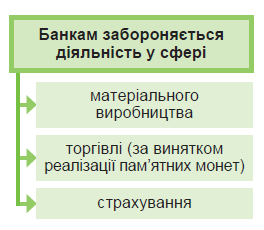 Банкам забороняється
діяльність у сфері
матеріального
виробництва
торгівлі (за винятком
реалізації пам’ятних монет)
страхування